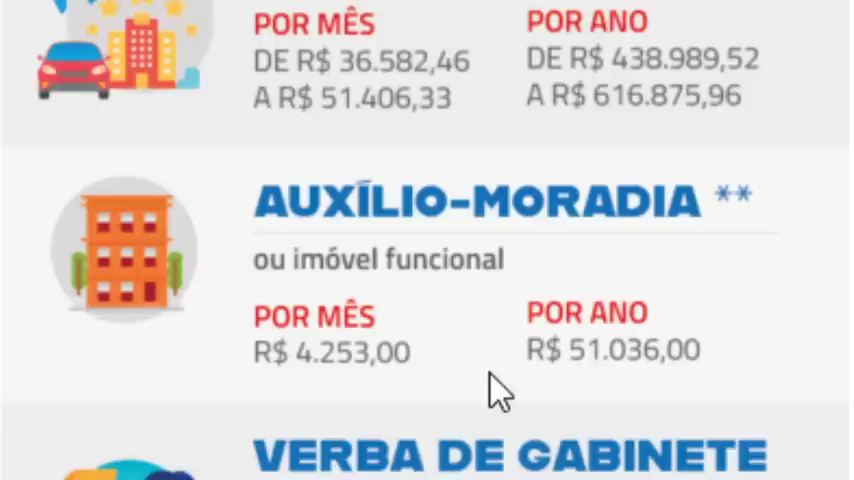 POR MÊS
DE R$ 36.582,46
A R$ 51.406,33
POR ANO
DE R$ 438.989,52
A R$ 616.875,96
AUXÍLIO-MORADIA **
ou imóvel funcional
POR MÊS
R$ 4.253,00
POR ANO
R$ 51.036,00
VERBA DE GABINETE